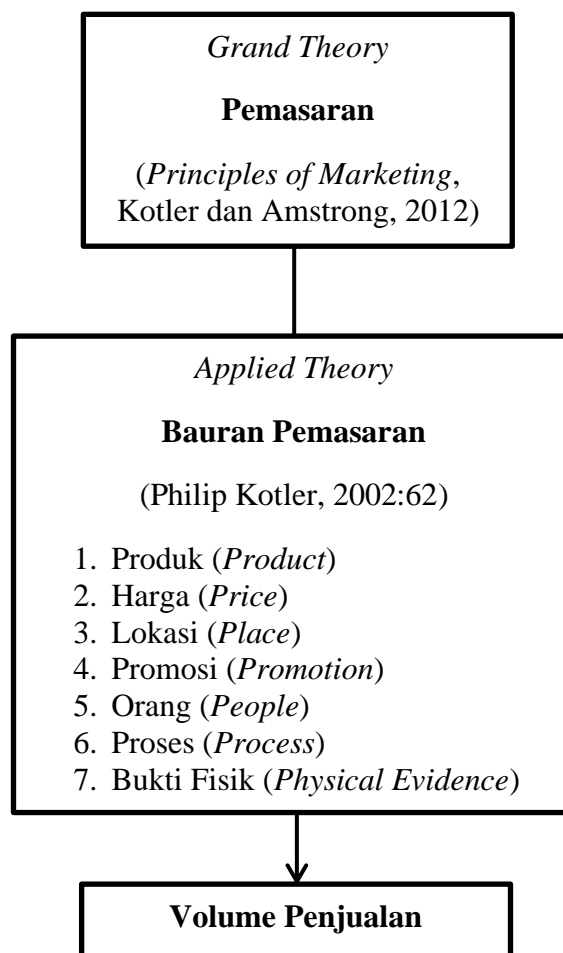 Grand Theory
Pemasaran
(Principles of Marketing,
Kotler dan Amstrong, 2012)
Applied Theory
Bauran Pemasaran
(Philip Kotler, 2002:62)
1. Produk (Product)
2. Harga (Price)
3. Lokasi (Place)
4. Promosi (Promotion)
5. Orang (People)
6. Proses (Process)
7. Bukti Fisik (Physical Evidence)
Volume Penjualan